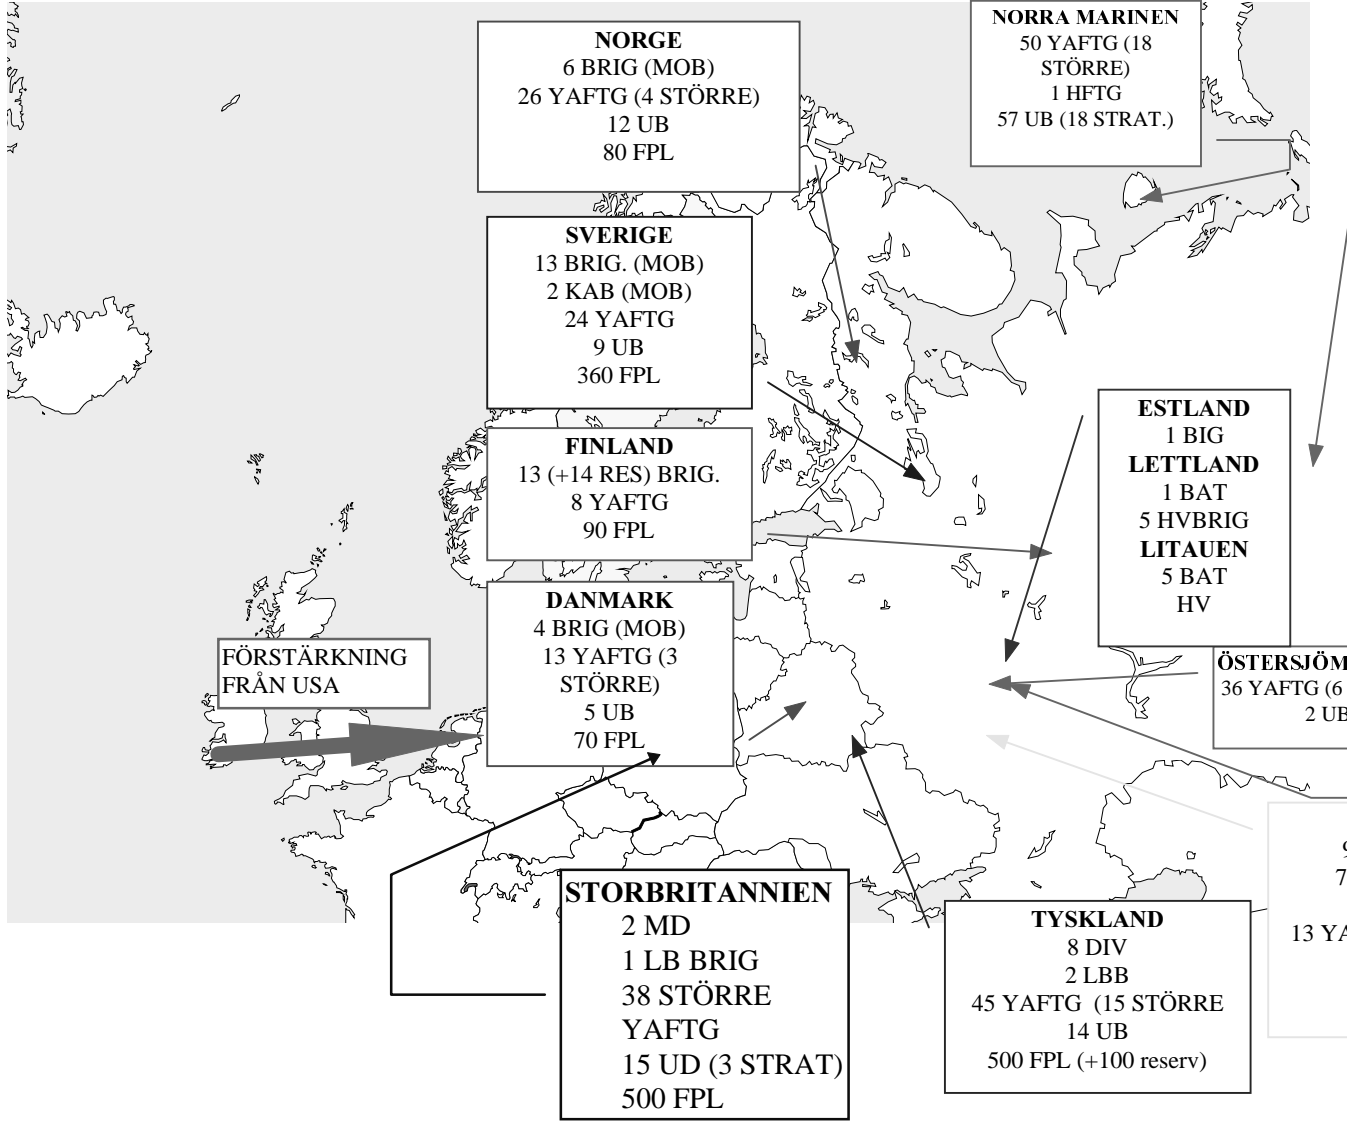 NORGE
6 BRIG (MOB)
26 YAFTG (4 STÖRRE)
12 UB
80 FPL
NORRA MARINEN
50 YAFTG (18
STÖRRE)
1 HFTG
57 UB (18 STRAT.)
SVERIGE
13 BRIG. (MOB)
2 KAB (MOB)
24 YAFTG
9 UB
360 FPL
FINLAND
13 (+14 RES) BRIG.
8 YAFTG
90 FPL
ESTLAND
1 BIG
LETTLAND
1 BAT
5 HVBRIG
LITAUEN
5 BAT
HV
DANMARK
4 BRIG (MOB)
13 YAFTG (3
STÖRRE)
5 UB
70 FPL
FÖRSTÄRKNING
FRÅN USA
ÖSTERSJÖM
36 YAFTG (6
2 UB
9
7
13 YA
STORBRITANNIEN
2 MD
1 LB BRIG
38 STÖRRE
YAFTG
15 UD (3 STRAT)
500 FPL
TYSKLAND
8 DIV
2 LBB
45 YAFTG (15 STÖRRE
14 UB
500 FPL (+100 reserv)